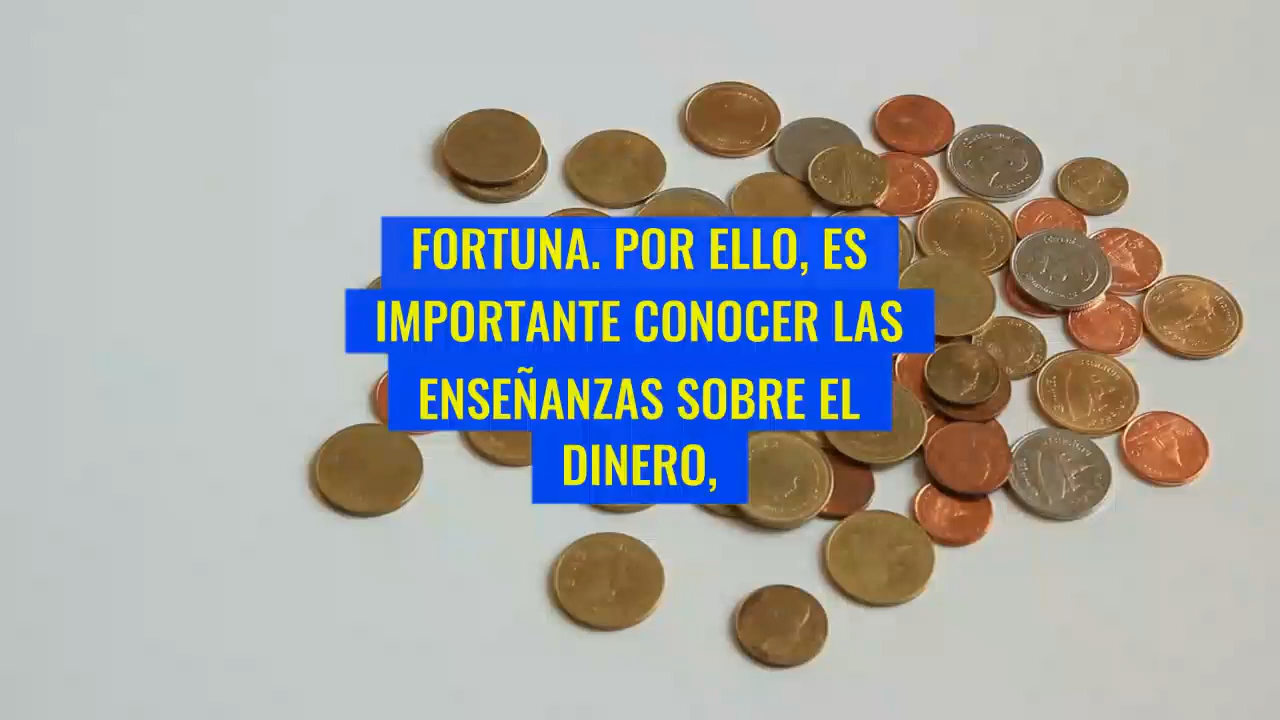 FORTUNA. POR ELLO, ES
IMPORTANTE CONOCER LAS
ENSEÑANZAS SOBRE EL
DINERO,